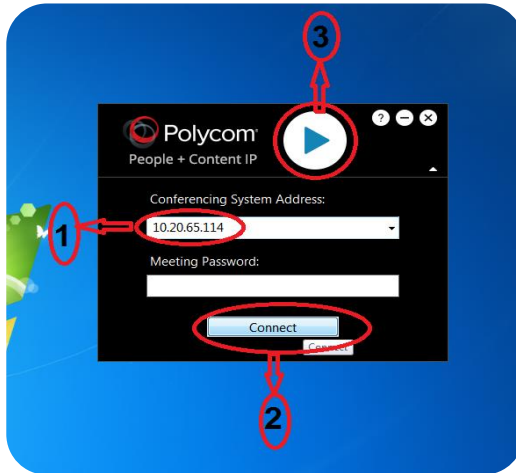 3
Polycom
? − ×
People + Content IP
Conferencing System Address:
1
10.20.65.114
Meeting Password:
Connect
Connect
2